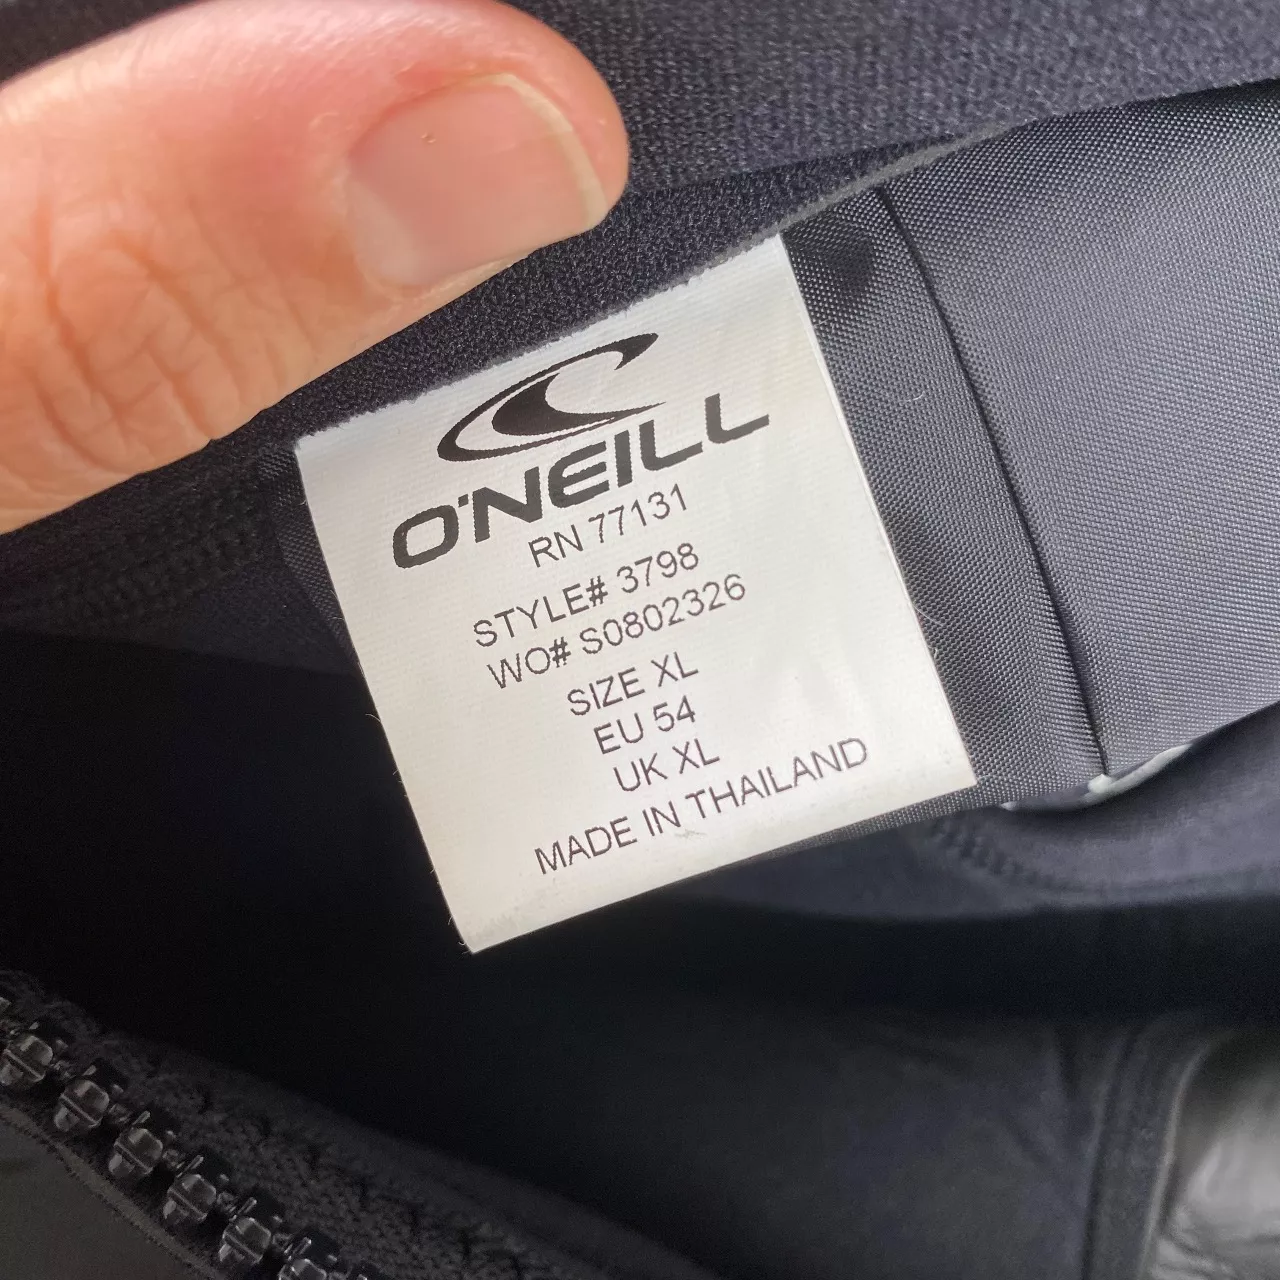 O'NEILL
RN 77131
STYLE# 3798
WO# S0802326
SIZE XL
EU 54
UK XL
MADE IN THAILAND